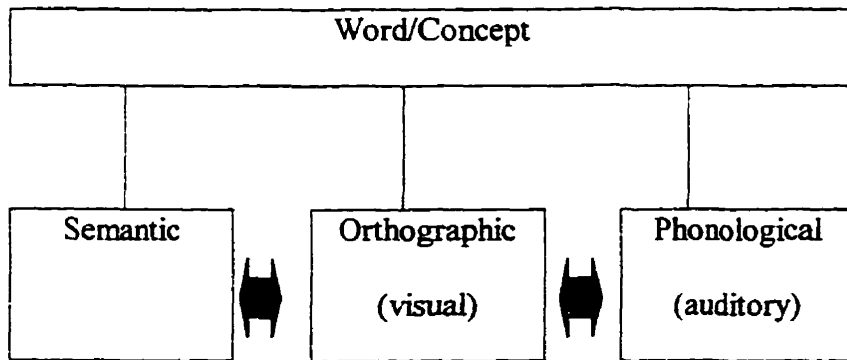 Word/Concept
Semantic
Orthographic
(visual)
Phonological
(auditory)